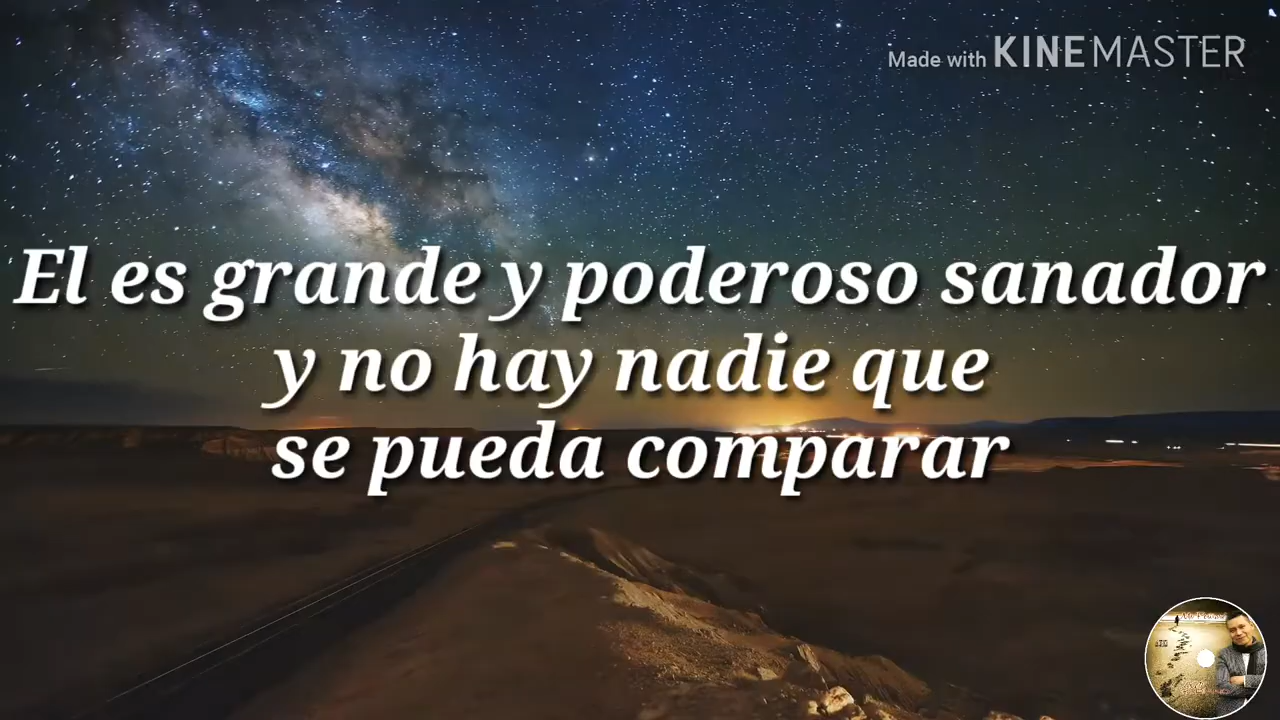 Made with KINEMASTER
El es grande y poderoso sanador
y no hay nadie que
se pueda comparar